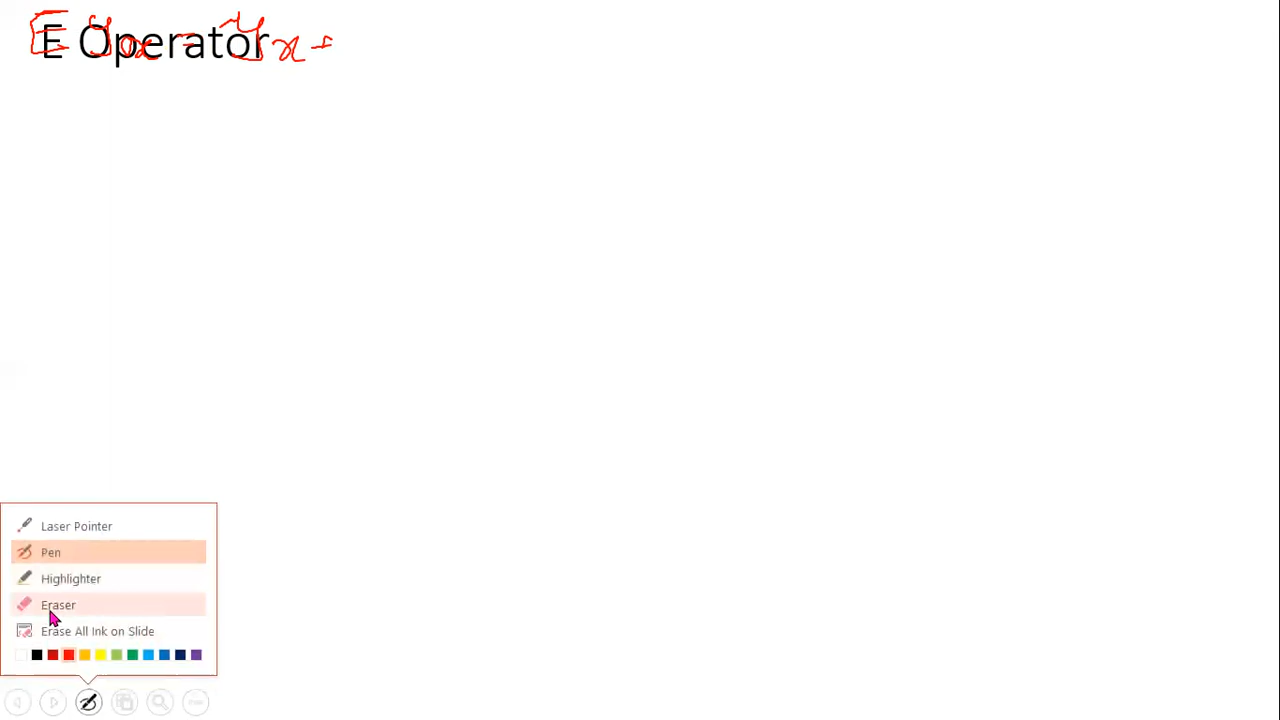 E Operator
E y x = y x +
Laser Pointer
Pen
Highlighter
Eraser
Erase All Ink on Slide